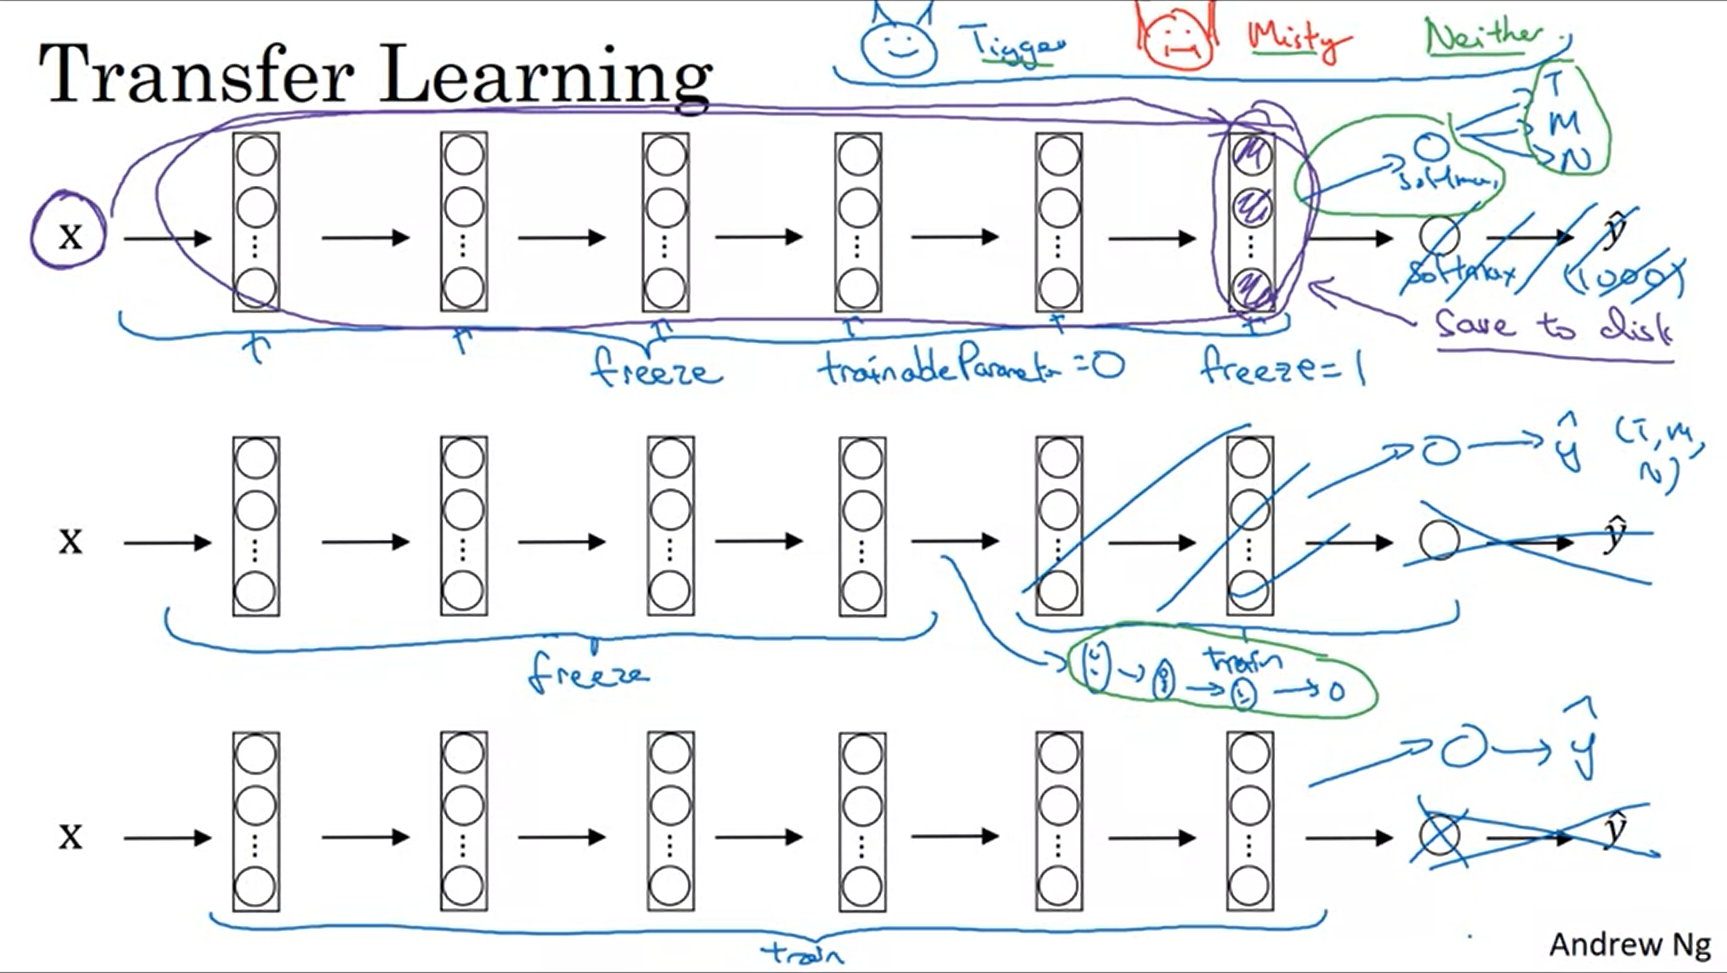 Tigger Misty Neither
Transfer Learning
T
M
N
softmax
x ŷ
softmax (1000)
save to disk
freeze trainableParameter = 0 freeze = 1
ŷ (T, M,
N)
x ŷ
freeze
train
ŷ
x ŷ
train
Andrew Ng